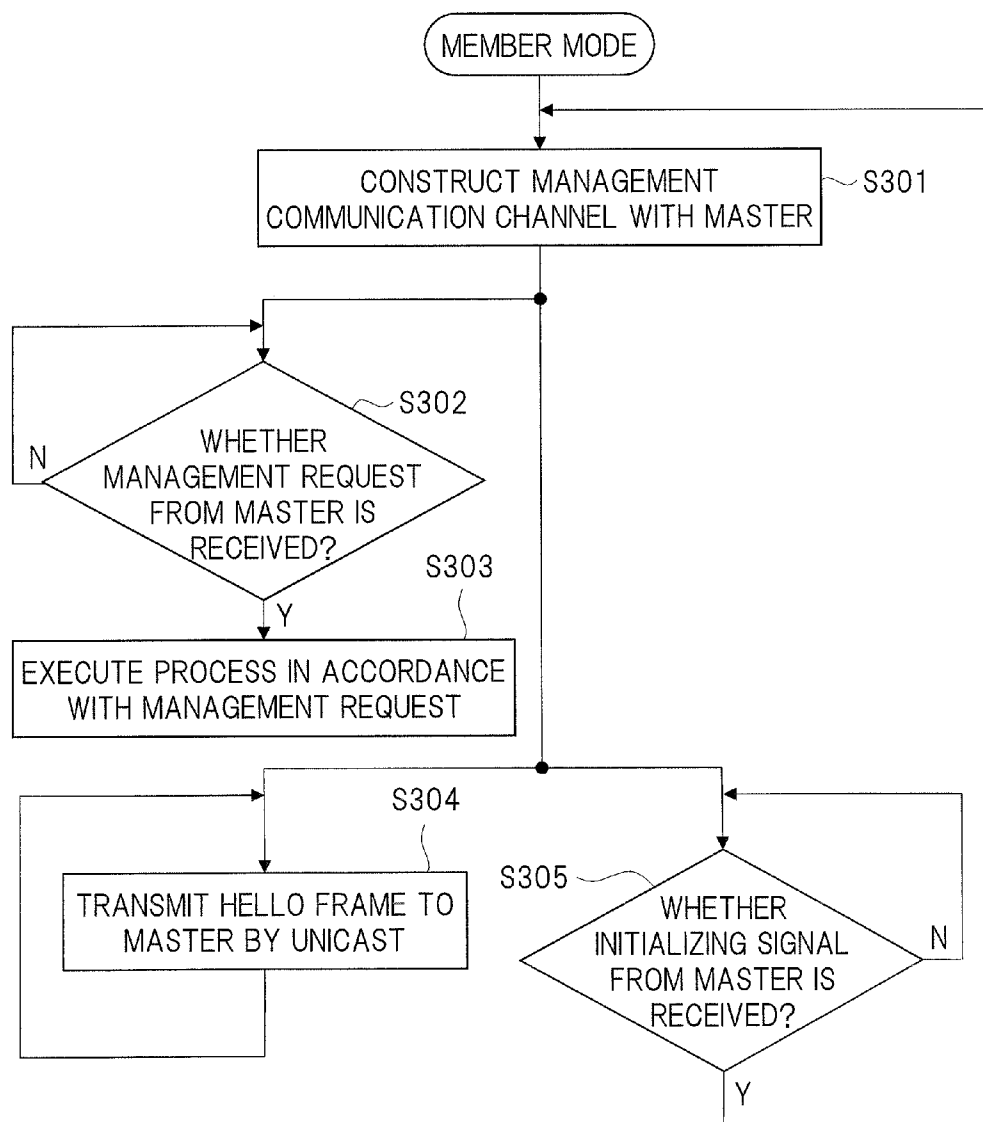 MEMBER MODE
CONSTRUCT MANAGEMENT
COMMUNICATION CHANNEL WITH MASTER
S301
S302
WHETHER
MANAGEMENT REQUEST
FROM MASTER IS
RECEIVED?
N
Y
S303
EXECUTE PROCESS IN ACCORDANCE
WITH MANAGEMENT REQUEST
S304
TRANSMIT HELLO FRAME TO
MASTER BY UNICAST
S305
WHETHER
INITIALIZING SIGNAL
FROM MASTER IS
RECEIVED?
N
Y